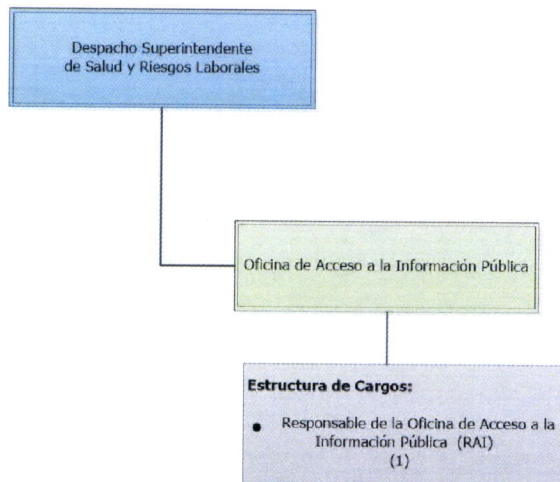 Despacho Superintendente
de Salud y Riesgos Laborales
Oficina de Acceso a la Información Pública
Estructura de Cargos:
● Responsable de la Oficina de Acceso a la
Información Pública (RAI)
(1)